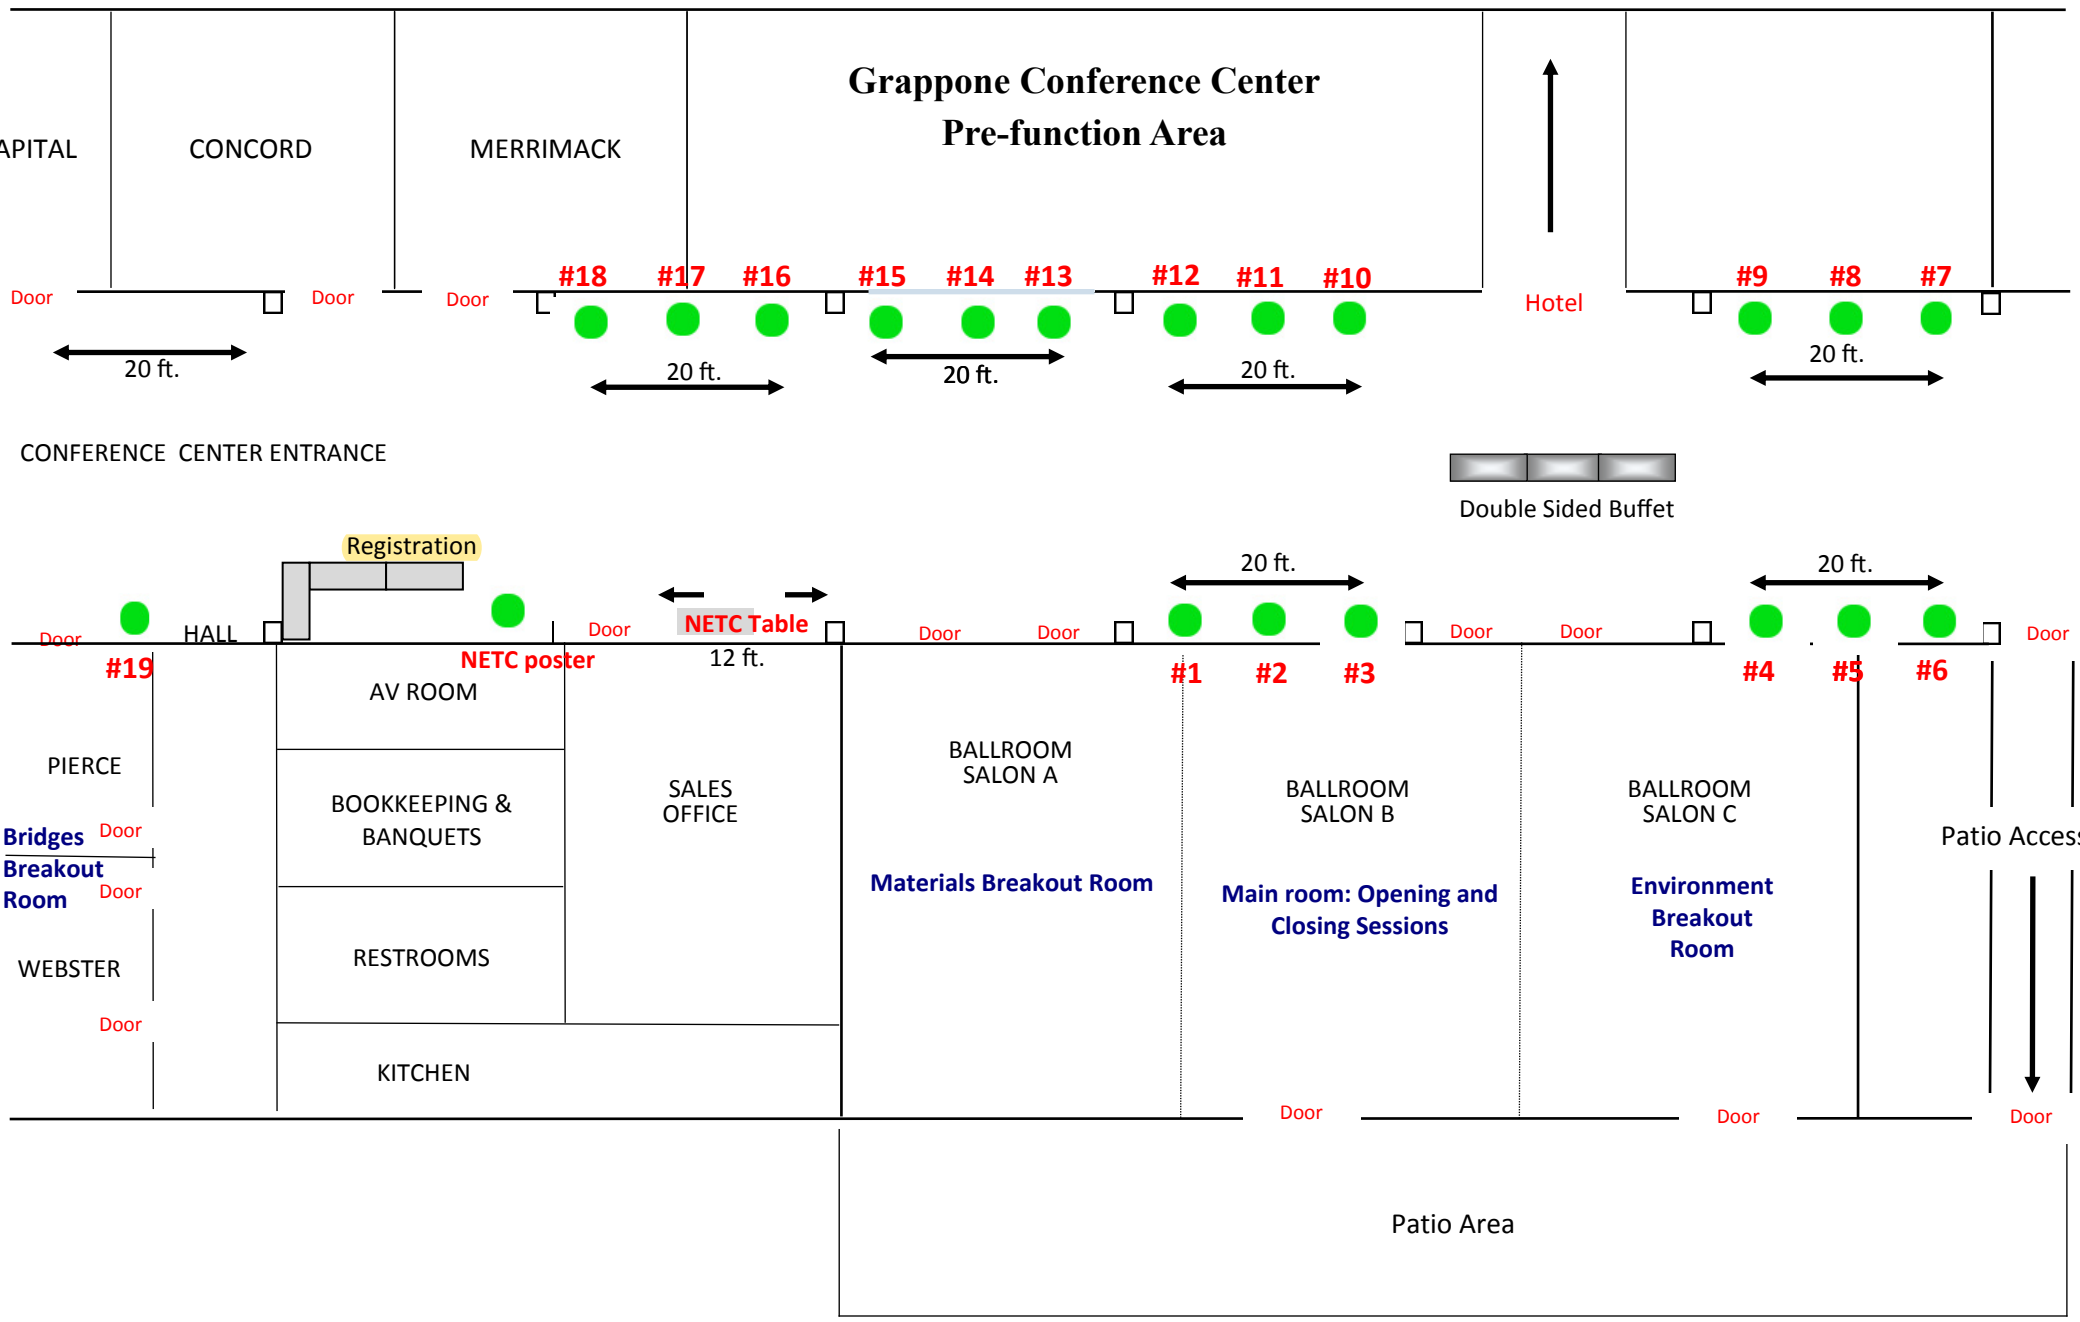 Grappone Conference Center
Pre-function Area
APITAL
CONCORD
MERRIMACK
#18
#17
#16
#15
#14
#13
#12
#11
#10
#9
#8
#7
Door
Door
Door
Hotel
20 ft.
20 ft.
20 ft.
20 ft.
20 ft.
CONFERENCE CENTER ENTRANCE
Double Sided Buffet
Registration
20 ft.
20 ft.
Door
HALL
Door
NETC Table
Door
Door
Door
Door
Door
#19
NETC poster
12 ft.
#1
#2
#3
#4
#5
#6
AV ROOM
PIERCE
BOOKKEEPING &
BANQUETS
SALES
OFFICE
BALLROOM
SALON A
BALLROOM
SALON B
BALLROOM
SALON C
Bridges
Breakout
Room
Door
Door
Materials Breakout Room
Main room: Opening and
Closing Sessions
Environment
Breakout
Room
Patio Access
WEBSTER
RESTROOMS
Door
KITCHEN
Door
Door
Door
Patio Area